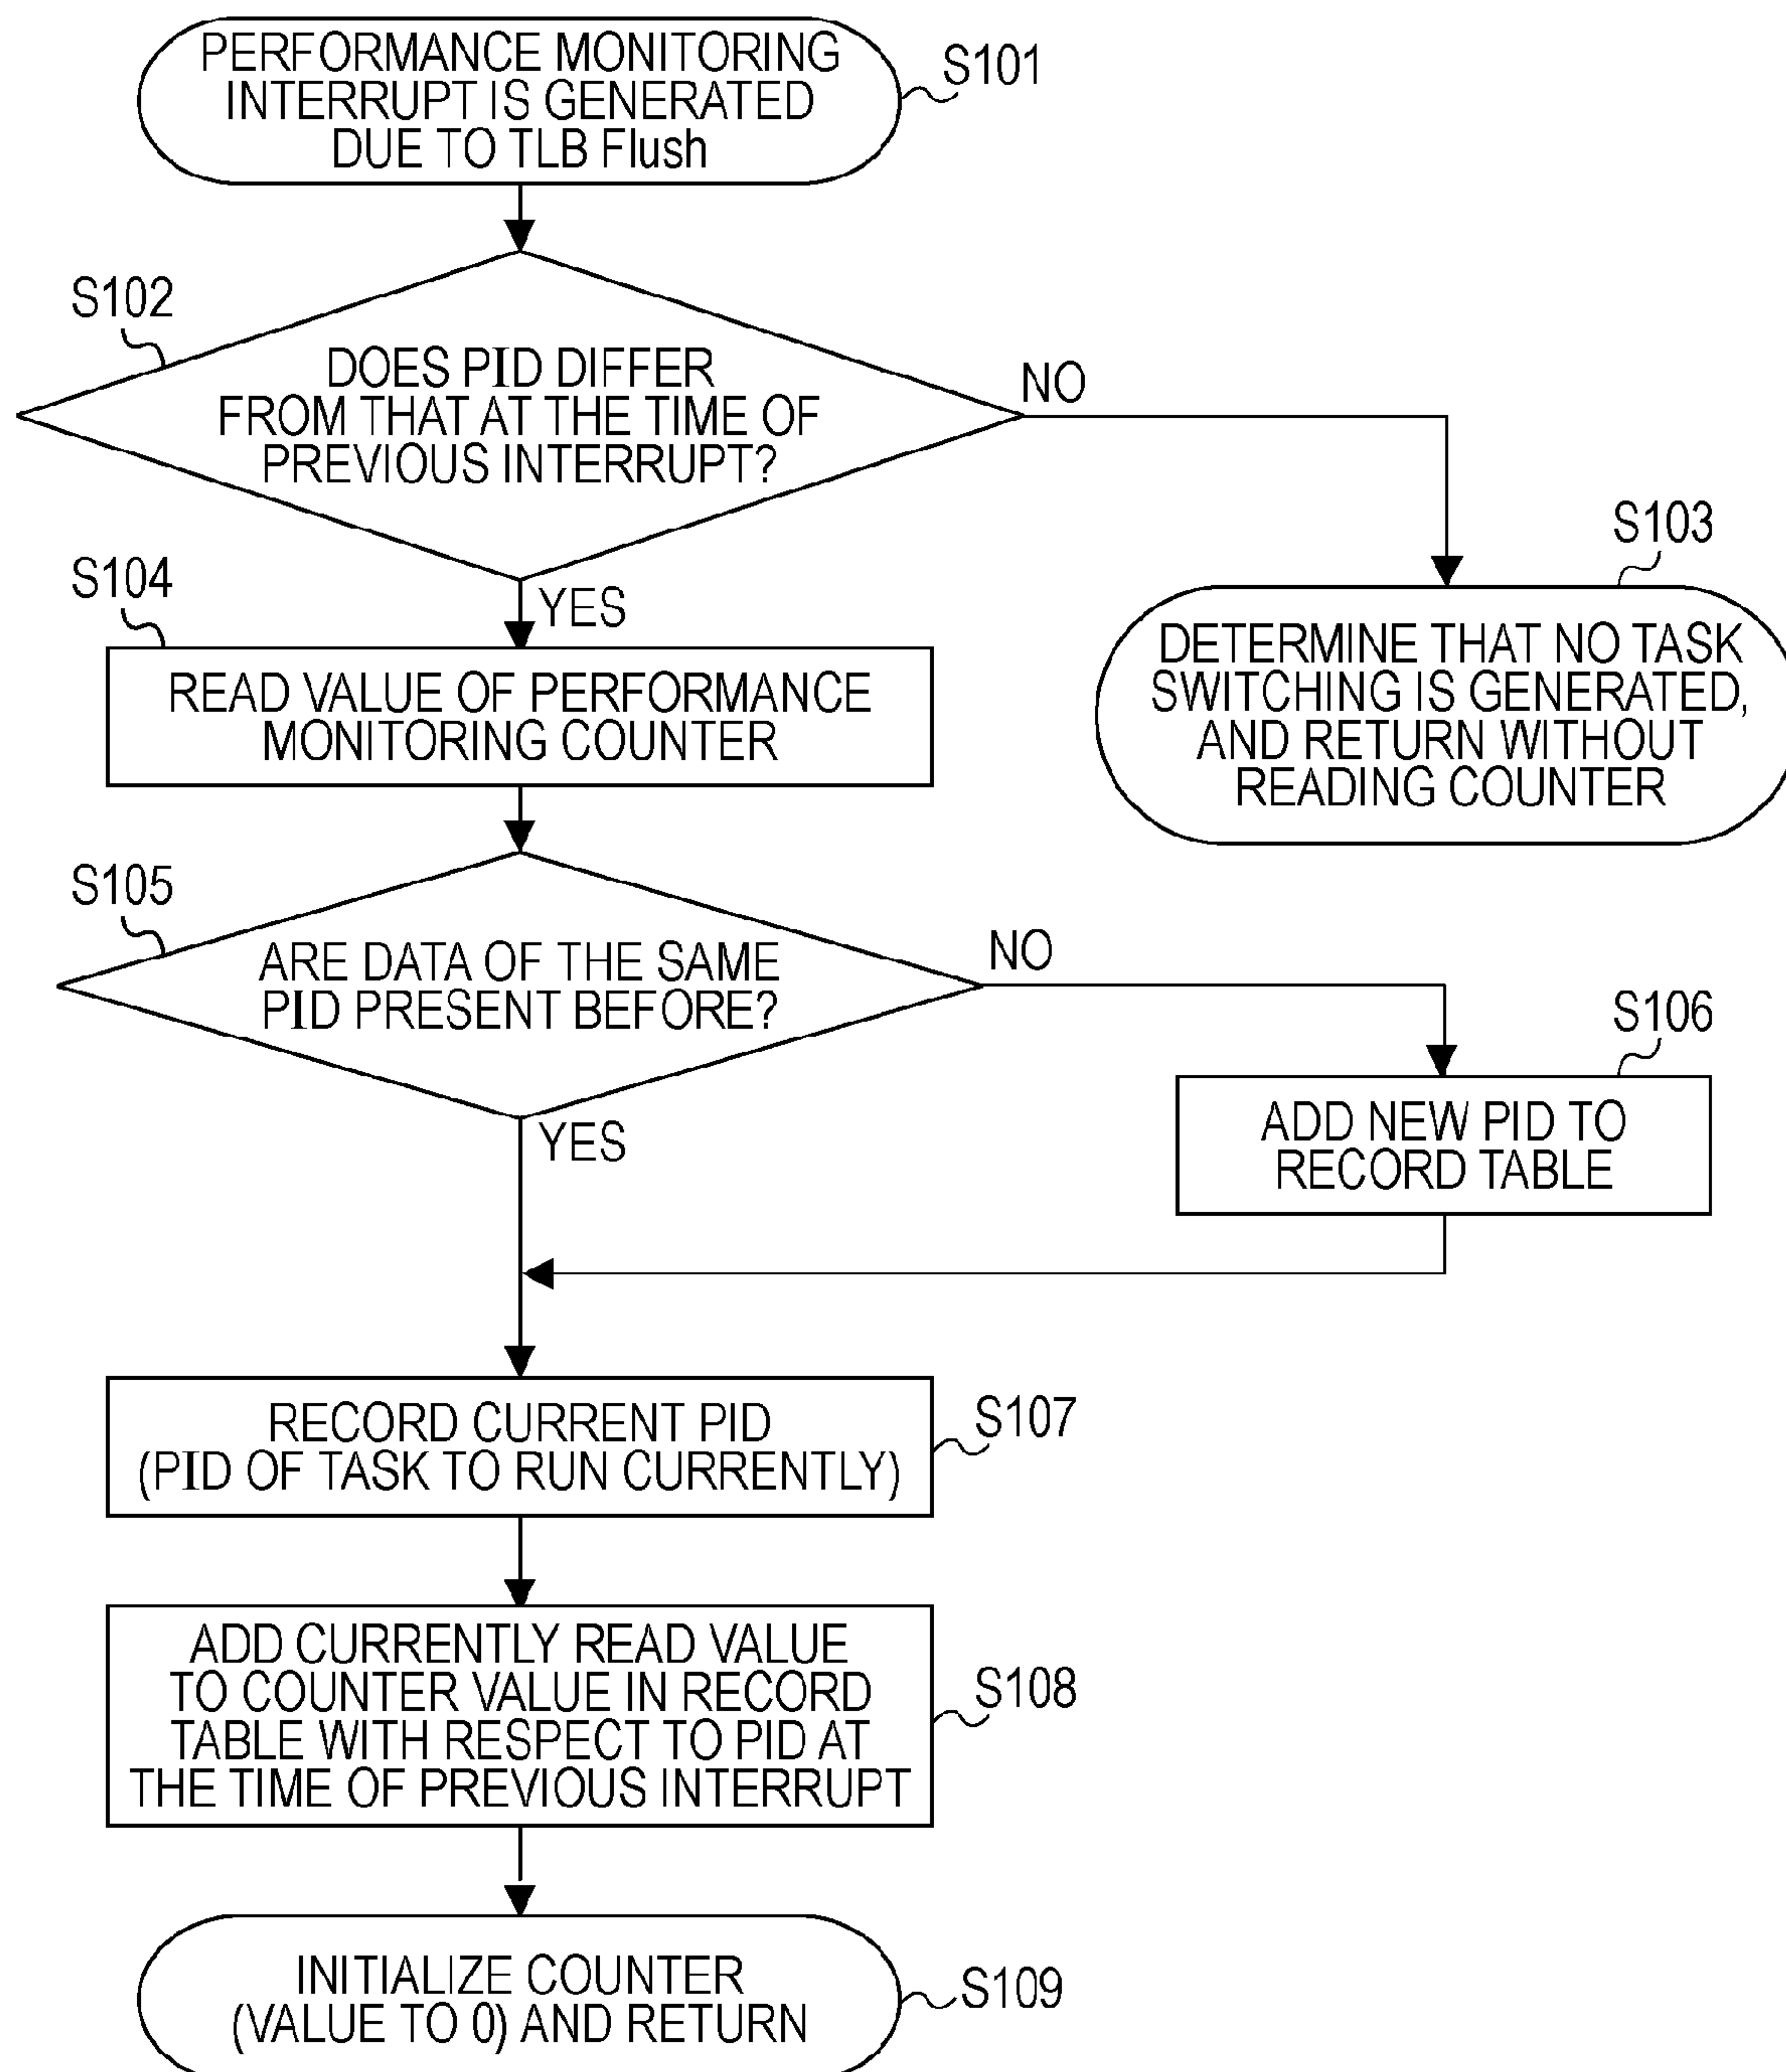 PERFORMANCE MONITORING
INTERRUPT IS GENERATED
DUE TO TLB Flush
S101
S102
DOES PID DIFFER
FROM THAT AT THE TIME OF
PREVIOUS INTERRUPT?
NO
YES
S103
DETERMINE THAT NO TASK
SWITCHING IS GENERATED,
AND RETURN WITHOUT
READING COUNTER
S104
READ VALUE OF PERFORMANCE
MONITORING COUNTER
S105
ARE DATA OF THE SAME
PID PRESENT BEFORE?
NO
YES
S106
ADD NEW PID TO
RECORD TABLE
RECORD CURRENT PID
(PID OF TASK TO RUN CURRENTLY)
S107
ADD CURRENTLY READ VALUE
TO COUNTER VALUE IN RECORD
TABLE WITH RESPECT TO PID AT
THE TIME OF PREVIOUS INTERRUPT
S108
INITIALIZE COUNTER
(VALUE TO 0) AND RETURN
S109